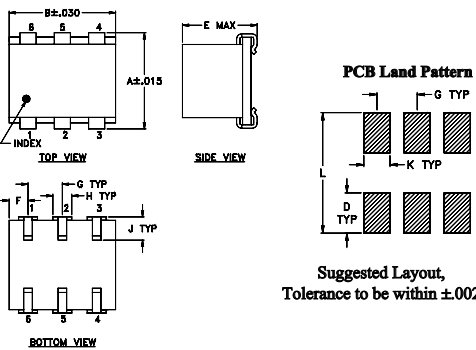 B±.030
6 5 4
A±.015
1 2 3
INDEX
TOP VIEW
E MAX
SIDE VIEW
PCB Land Pattern
G TYP
K TYP
L
D
TYP
Suggested Layout,
Tolerance to be within ±.002
F
G TYP
H TYP
1 2 3
J TYP
6 5 4
BOTTOM VIEW